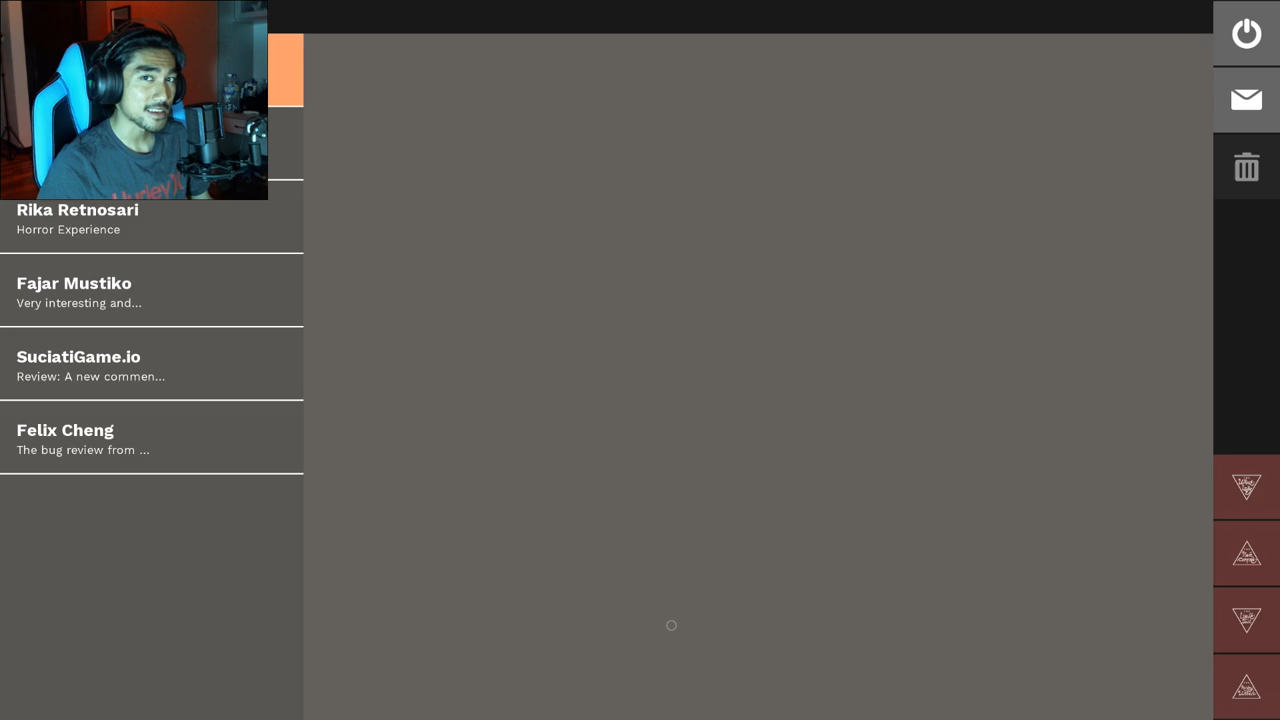 Hurley
Rika Retnosari
Horror Experience
Fajar Mustiko
Very interesting and...
SuciatiGame.io
Review: A new commen...
Felix Cheng
The bug review from ...